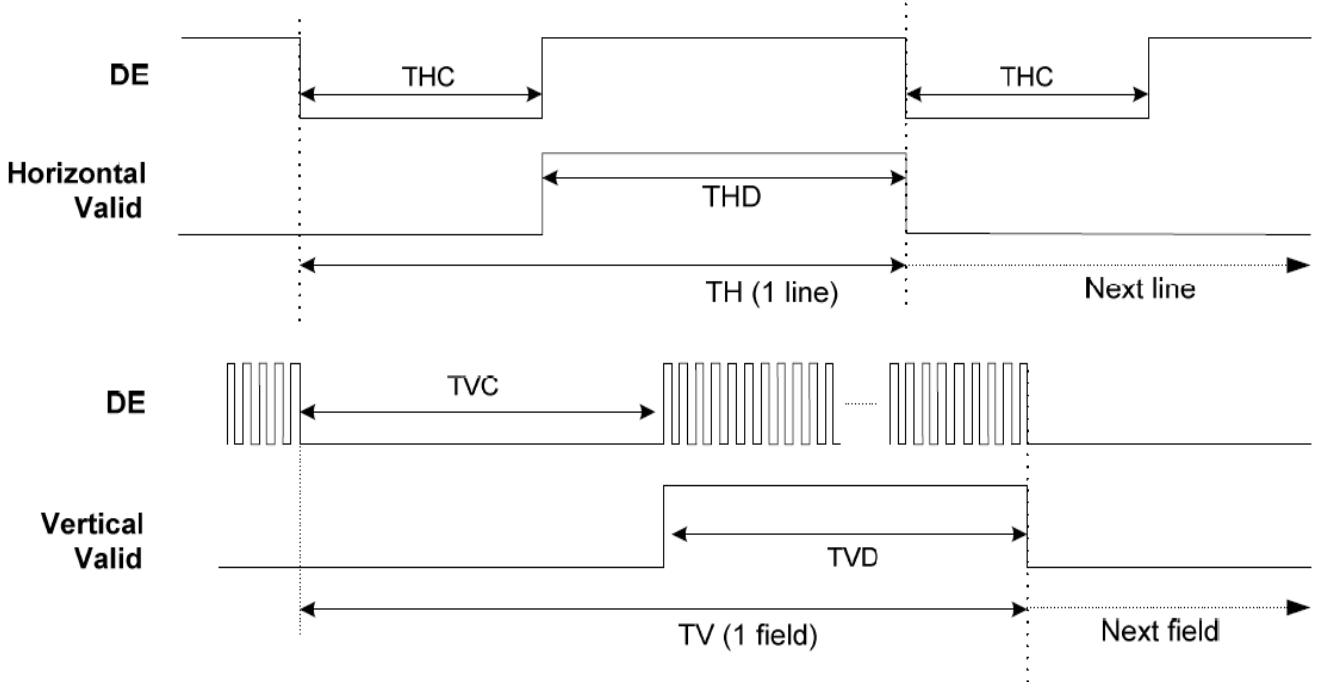 DE
THC
THC
Horizontal
Valid
THD
TH (1 line)
Next line
DE
TVC
Vertical
Valid
TVD
TV (1 field)
Next field